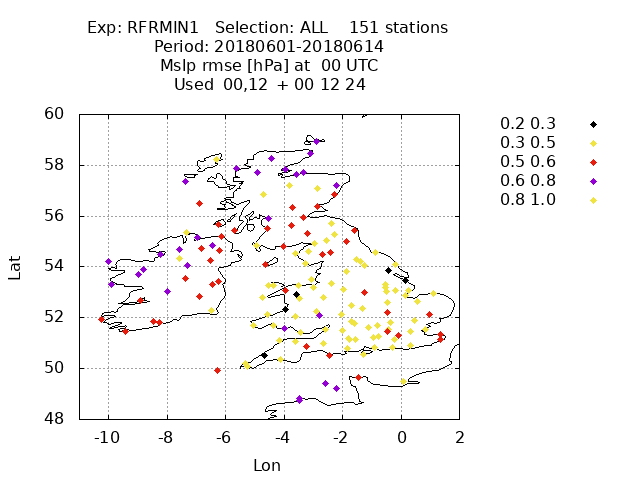 Exp: RFRMIN1   Selection: ALL    151 stations
Period: 20180601-20180614
Mslp rmse [hPa] at  00 UTC
Used  00,12  + 00 12 24
60
58
56
54
52
50
48
Lat
-10 -8 -6 -4 -2 0 2
Lon
0.2 0.3
0.3 0.5
0.5 0.6
0.6 0.8
0.8 1.0